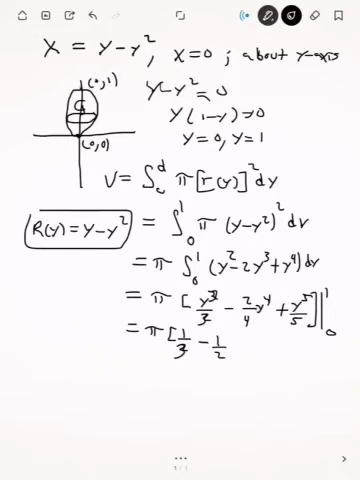 x = y-y², x=0 ; about y-axis
(0,1)
(0,0)
y-y²=0
y(1-y)=0
y=0, y=1
V= ∫_c^d π[r(y)]² dy
R(y)=y-y²
= ∫_0^1 π (y-y²)² dy
= π ∫_0^1 (y²-2y³+y⁴) dy
= π [y³/3 - 2/4 y⁴ + y⁵/5]|_0^1
= π [1/3 - 1/2
1/1